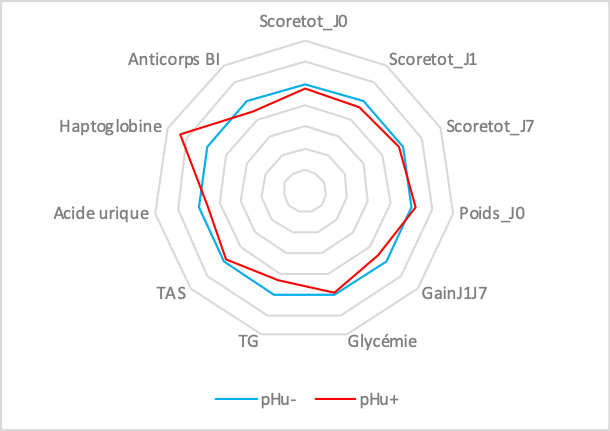 Scoretot_J0
Anticorps BI
Scoretot_J1
Haptoglobine
Scoretot_J7
Acide urique
Poids_J0
TAS
GainJ1J7
TG
Glycémie
pHu-
pHu+